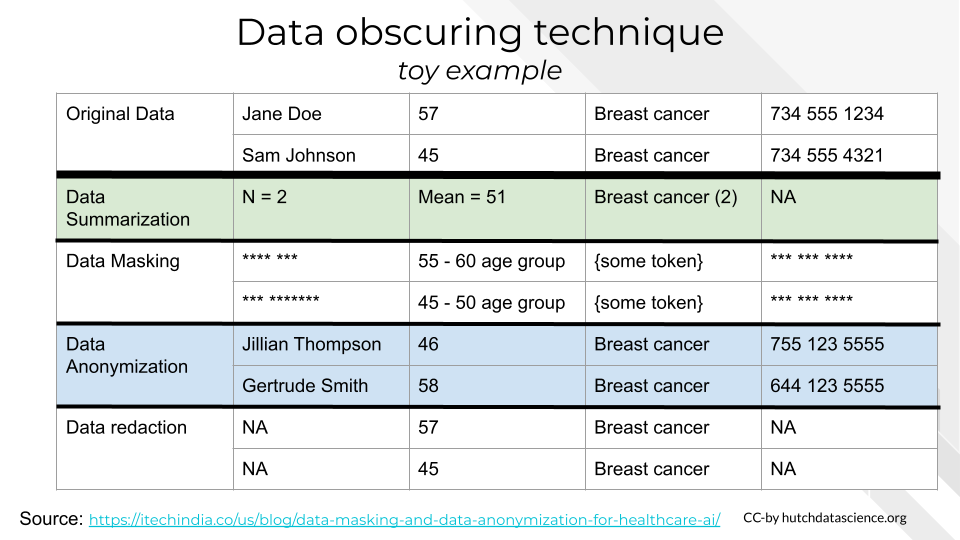 Data obscuring technique
toy example
Original Data Jane Doe 57 Breast cancer 734 555 1234
Sam Johnson 45 Breast cancer 734 555 4321
Data Summarization N = 2 Mean = 51 Breast cancer (2) NA
Data Masking **** *** 55 - 60 age group {some token} *** *** ****
*** ******* 45 - 50 age group {some token} *** *** ****
Data Anonymization Jillian Thompson 46 Breast cancer 755 123 5555
Gertrude Smith 58 Breast cancer 644 123 5555
Data redaction NA 57 Breast cancer NA
NA 45 Breast cancer NA
Source: https://itechindia.co/us/blog/data-masking-and-data-anonymization-for-healthcare-ai/ CC-by hutchdatascience.org